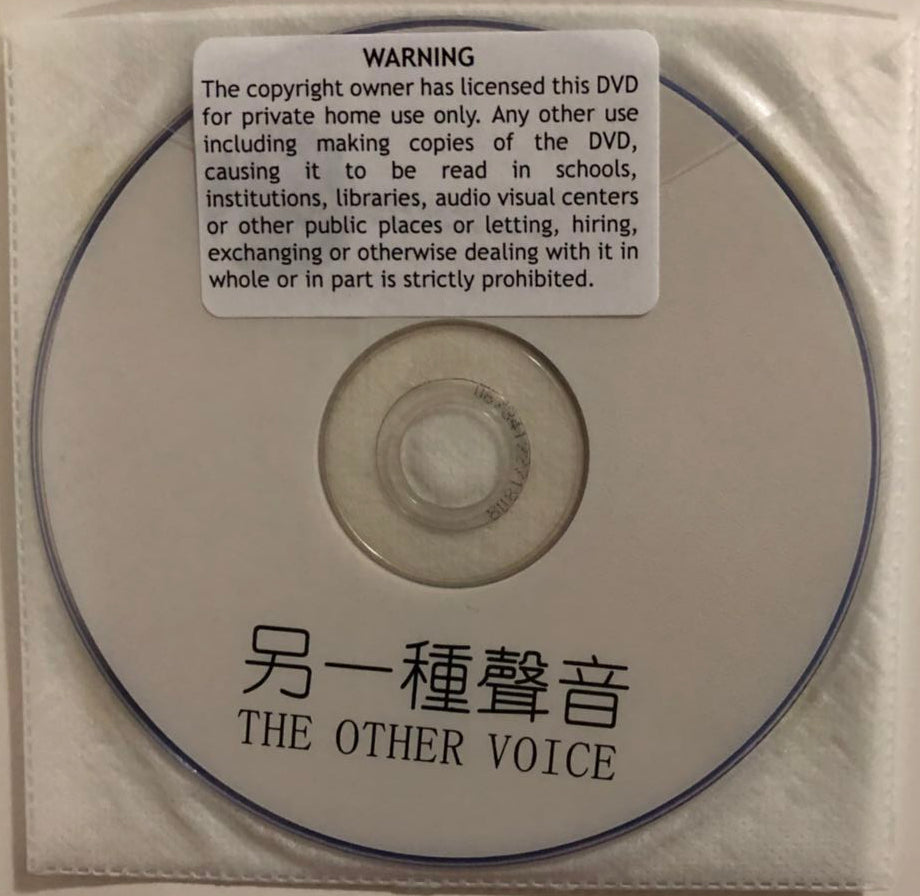 WARNING
The copyright owner has licensed this DVD
for private home use only. Any other use
including making copies of the DVD,
causing it to be read in schools,
institutions, libraries, audio visual centers
or other public places or letting, hiring,
exchanging or otherwise dealing with it in
whole or in part is strictly prohibited.
另一種聲音
THE OTHER VOICE